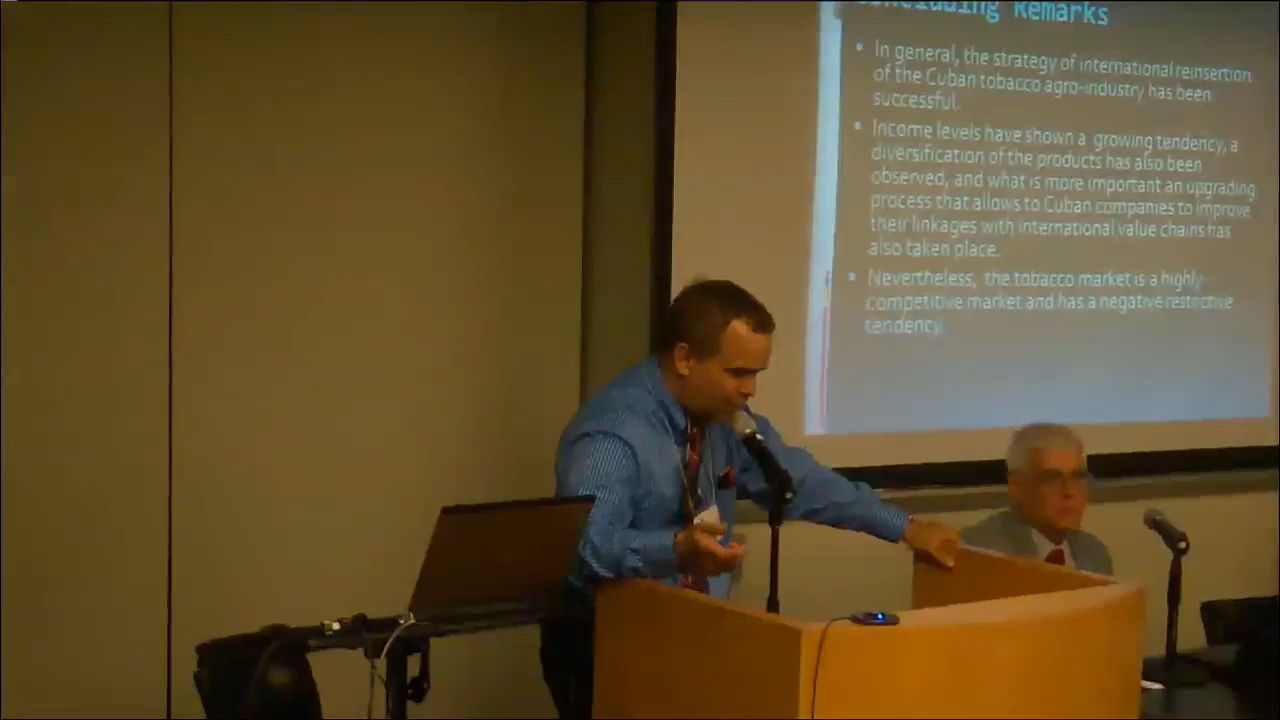 Concluding Remarks
In general, the strategy of international reinsertion
of the Cuban tobacco agro-industry has been
successful.
Income levels have shown a growing tendency, a
diversification of the products has also been
observed, and what is more important an upgrading
process that allows to Cuban companies to improve
their linkages with international value chains has
also taken place.
Nevertheless, the tobacco market is a highly
competitive market and has a negative restrictive
tendency.